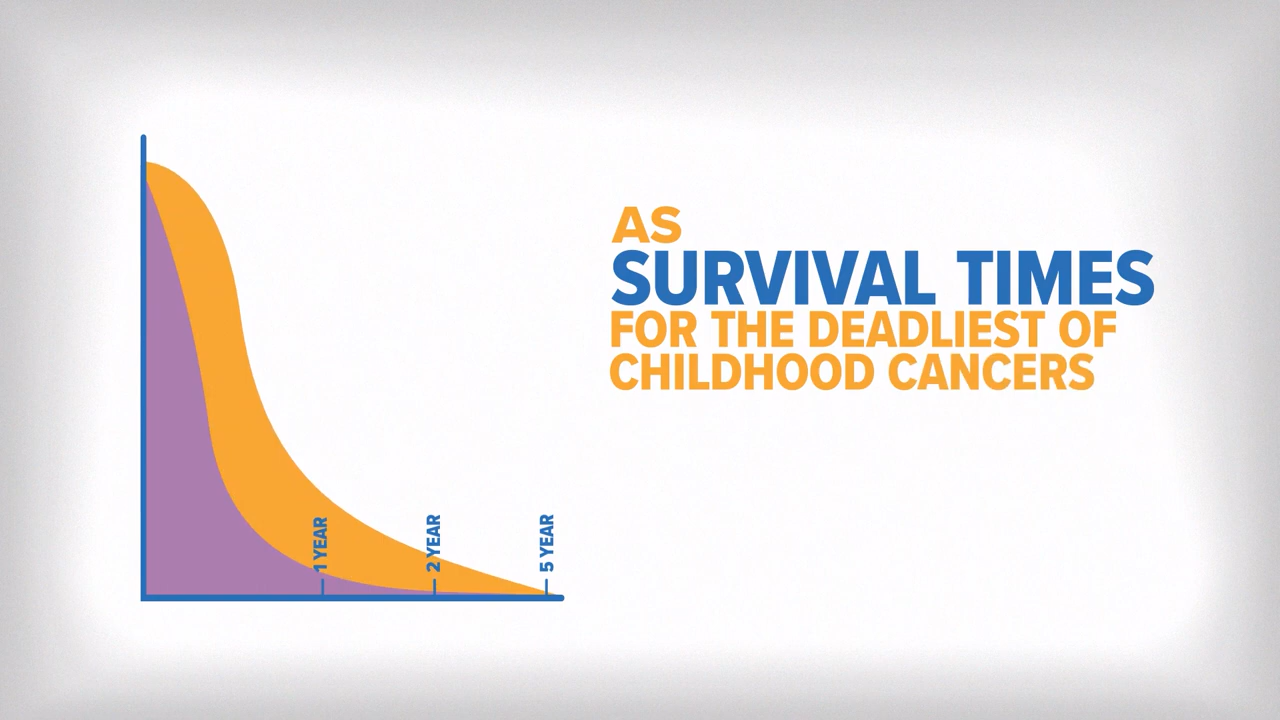 AS
SURVIVAL TIMES
FOR THE DEADLIEST OF
CHILDHOOD CANCERS
1 YEAR
2 YEAR
5 YEAR